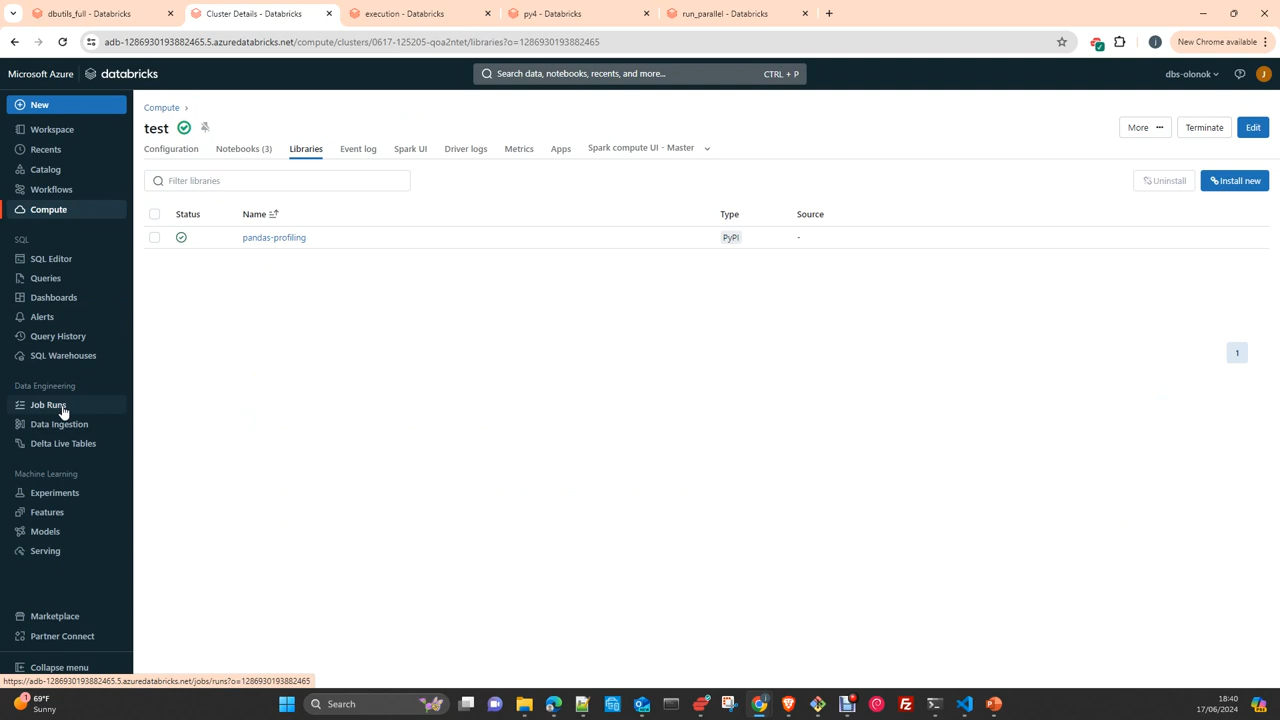 dbutils_full - Databricks
Cluster Details - Databricks
execution - Databricks
py4 - Databricks
run_parallel - Databricks
adb-1286930193882465.5.azuredatabricks.net/compute/clusters/0617-125205-qoa2ntet/libraries?o=1286930193882465
New Chrome available
Microsoft Azure
databricks
Search data, notebooks, recents, and more...
CTRL + P
dbs-olonok
J
New
Workspace
Recents
Catalog
Workflows
Compute
SQL
SQL Editor
Queries
Dashboards
Alerts
Query History
SQL Warehouses
Data Engineering
Job Runs
Data Ingestion
Delta Live Tables
Machine Learning
Experiments
Features
Models
Serving
Marketplace
Partner Connect
Collapse menu
Compute
test
More
Terminate
Edit
Configuration
Notebooks (3)
Libraries
Event log
Spark UI
Driver logs
Metrics
Apps
Spark compute UI - Master
Filter libraries
Uninstall
Install new
Status
Name
Type
Source
pandas-profiling
PyPI
-
1
https://adb-1286930193882465.5.azuredatabricks.net/jobs/runs?o=1286930193882465
69°F
Sunny
Search
18:40
17/06/2024